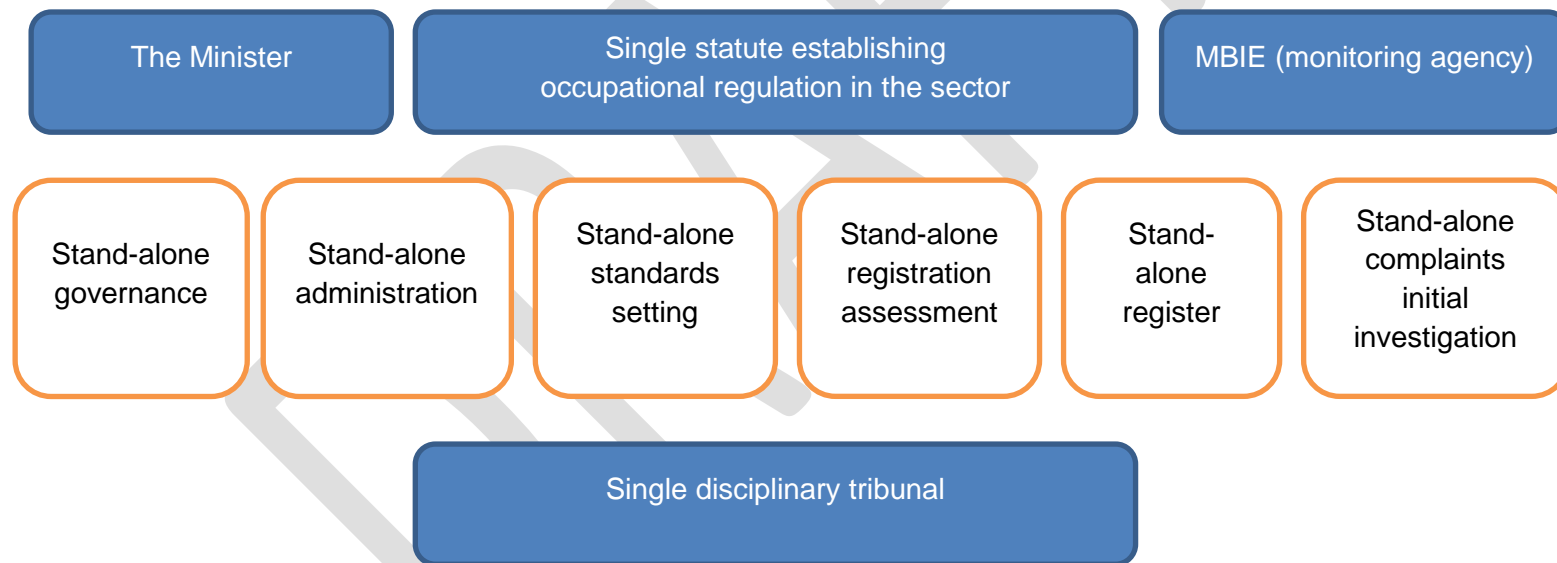 The Minister
Single statute establishing
occupational regulation in the sector
MBIE (monitoring agency)
Stand-alone
governance
Stand-alone
administration
Stand-alone
standards
setting
Stand-alone
registration
assessment
Stand-
alone
register
Stand-alone
complaints
initial
investigation
Single disciplinary tribunal